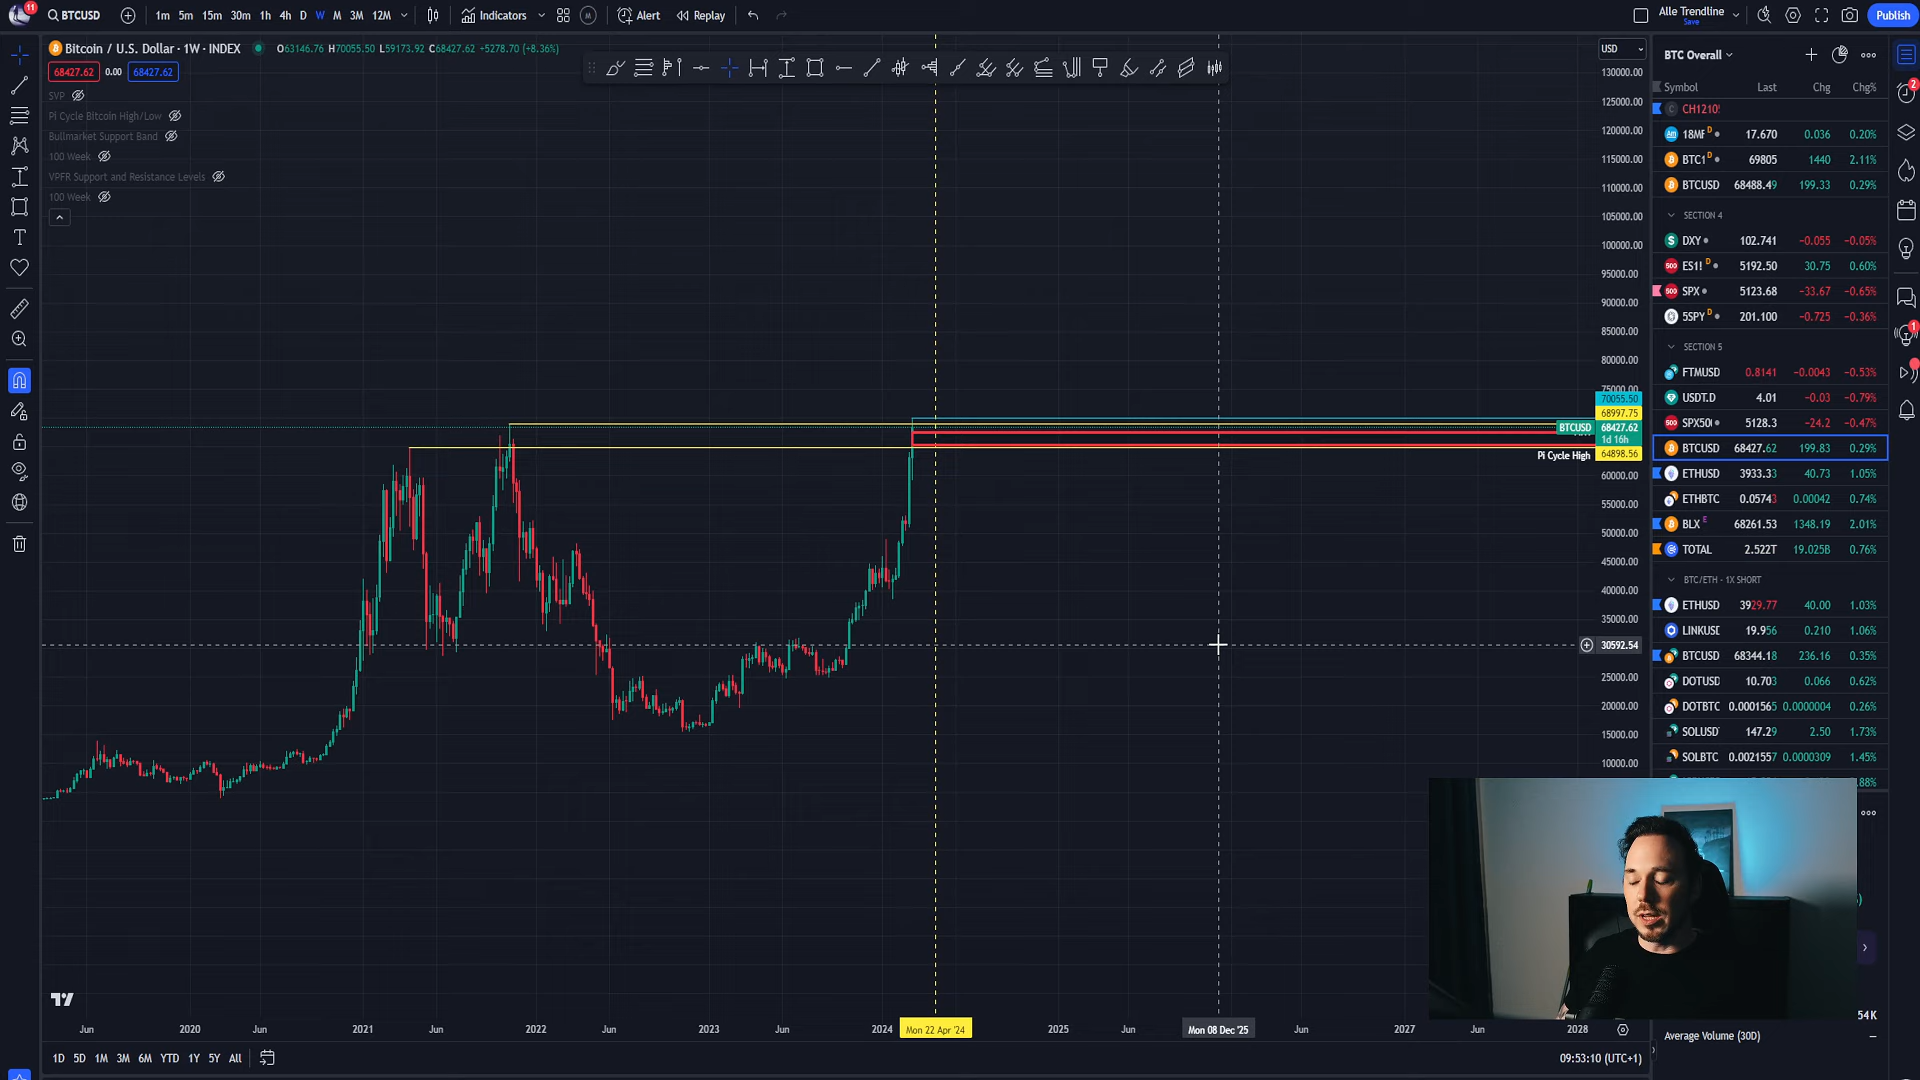 11 BTCUSD 1m 5m 15m 30m 1h 4h D W M 3M 12M Indicators M Alert Replay Alle Trendline Save Publish
Bitcoin / U.S. Dollar · 1W · INDEX O63146.76 H70055.50 L59173.92 C68427.62 +5278.70 (+8.36%)
68427.62 0.00 68427.62
SVP
Pi Cycle Bitcoin High/Low
Bullmarket Support Band
100 Week
VPFR Support and Resistance Levels
100 Week
USD
130000.00
125000.00
120000.00
115000.00
110000.00
105000.00
100000.00
95000.00
90000.00
85000.00
80000.00
75000.00
70055.50
68997.75
BTCUSD 68427.62
1d 16h
Pi Cycle High 64898.56
60000.00
55000.00
50000.00
45000.00
40000.00
35000.00
30592.54
25000.00
20000.00
15000.00
10000.00
Jun 2020 Jun 2021 Jun 2022 Jun 2023 Jun 2024 Mon 22 Apr '24 2025 Jun Mon 08 Dec '25 Jun 2027 Jun 2028
1D 5D 1M 3M 6M YTD 1Y 5Y All
09:53:10 (UTC+1)
BTC Overall
Symbol Last Chg Chg%
CH1210!
18MF D 17.670 0.036 0.20%
BTC1 D 69805 1440 2.11%
BTCUSD 68488.49 199.33 0.29%
SECTION 4
DXY 102.741 −0.055 −0.05%
ES1! D 5192.50 30.75 0.60%
SPX 5123.68 −33.67 −0.65%
5SPY D 201.100 −0.725 −0.36%
SECTION 5
FTMUSD 0.8141 −0.0043 −0.53%
USDT.D 4.01 −0.03 −0.79%
SPX50 5128.3 −24.2 −0.47%
BTCUSD 68427.62 199.83 0.29%
ETHUSD 3933.33 40.73 1.05%
ETHBTC 0.05743 0.00042 0.74%
BLX E 68261.53 1348.19 2.01%
TOTAL 2.522T 19.025B 0.76%
BTC/ETH - 1X SHORT
ETHUSD 3929.77 40.00 1.03%
LINKUSD 19.956 0.210 1.06%
BTCUSD 68344.18 236.16 0.35%
DOTUSD 10.703 0.066 0.62%
DOTBTC 0.0001565 0.0000004 0.26%
SOLUSD 147.29 2.50 1.73%
SOLBTC 0.0021557 0.0000309 1.45%
.88%
54K
Average Volume (30D) —
2
1